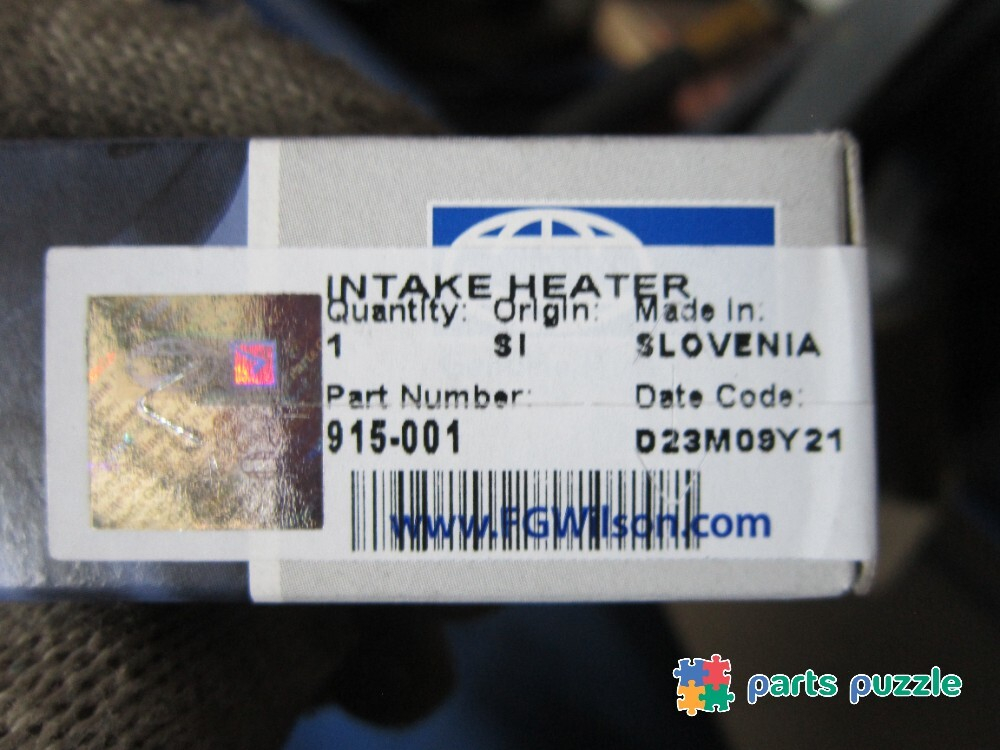 INTAKE HEATER
Quantity: Origin: Made In:
1 SI SLOVENIA
Part Number: Date Code:
915-001 D23M09Y21
www.FGWilson.com
parts puzzle